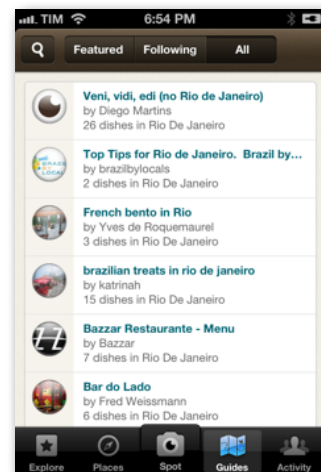 TIM 6:54 PM
Featured Following All
Veni, vidi, edi (no Rio de Janeiro)
by Diego Martins
26 dishes in Rio De Janeiro
Top Tips for Rio de Janeiro. Brazil by...
by brazilbylocals
2 dishes in Rio De Janeiro
French bento in Rio
by Yves de Roquemaurel
3 dishes in Rio De Janeiro
brazilian treats in rio de janeiro
by katrinah
15 dishes in Rio De Janeiro
Bazzar Restaurante - Menu
by Bazzar
7 dishes in Rio De Janeiro
Bar do Lado
by Fred Weissmann
6 dishes in Rio De Janeiro
Explore Places Spot Guides Activity